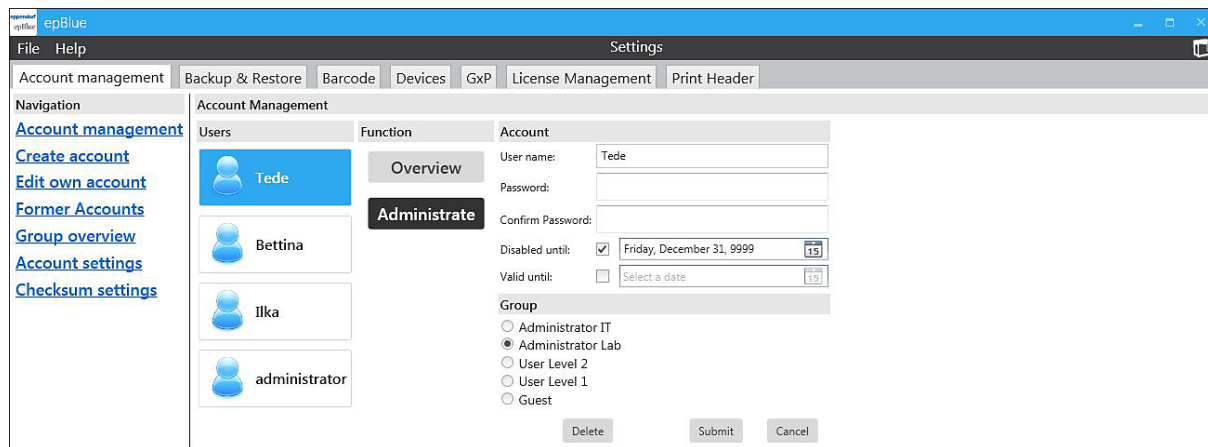 eppendorf
epBlue
epBlue
File Help Settings
Account management Backup & Restore Barcode Devices GxP License Management Print Header
Navigation
Account management
Create account
Edit own account
Former Accounts
Group overview
Account settings
Checksum settings
Account Management
Users
Tede
Bettina
Ilka
administrator
Function
Overview
Administrate
Account
User name: Tede
Password:
Confirm Password:
Disabled until: Friday, December 31, 9999 15
Valid until: Select a date 15
Group
Administrator IT
Administrator Lab
User Level 2
User Level 1
Guest
Delete Submit Cancel